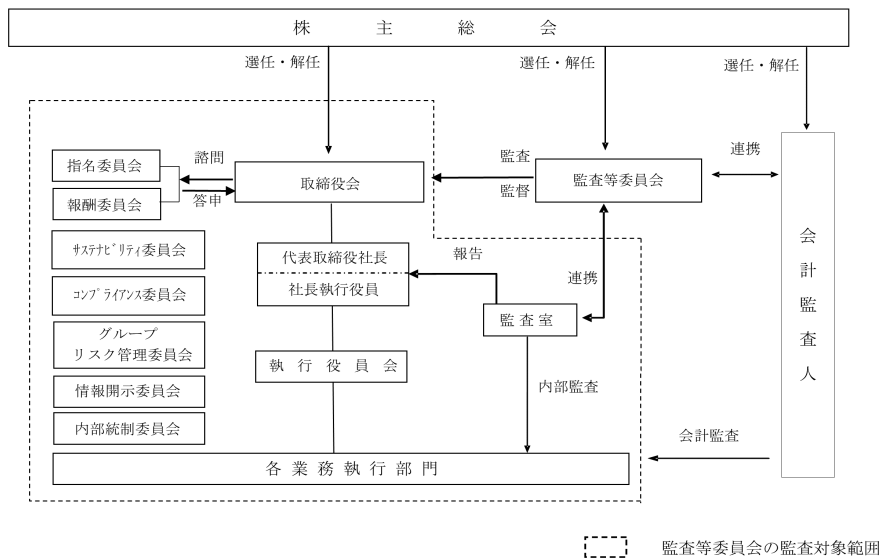 株主総会
選任・解任
選任・解任
選任・解任
指名委員会
諮問
答申
報酬委員会
取締役会
監査
監督
監査等委員会
連携
会計監査人
ｻｽﾃﾅﾋﾞﾘﾃｨ委員会
ｺﾝﾌﾟﾗｲｱﾝｽ委員会
グループ
リスク管理委員会
情報開示委員会
内部統制委員会
代表取締役社長
社長執行役員
報告
連携
監査室
執行役員会
内部監査
会計監査
各業務執行部門
監査等委員会の監査対象範囲